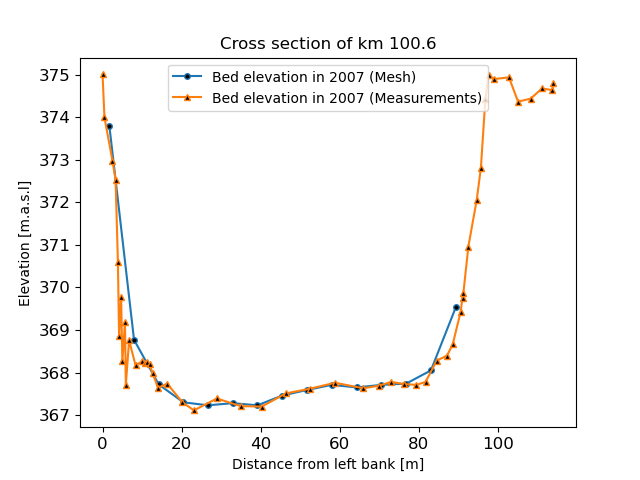 Cross section of km 100.6
Bed elevation in 2007 (Mesh)
Bed elevation in 2007 (Measurements)
Elevation [m.a.s.l]
375
374
373
372
371
370
369
368
367
0 20 40 60 80 100
Distance from left bank [m]